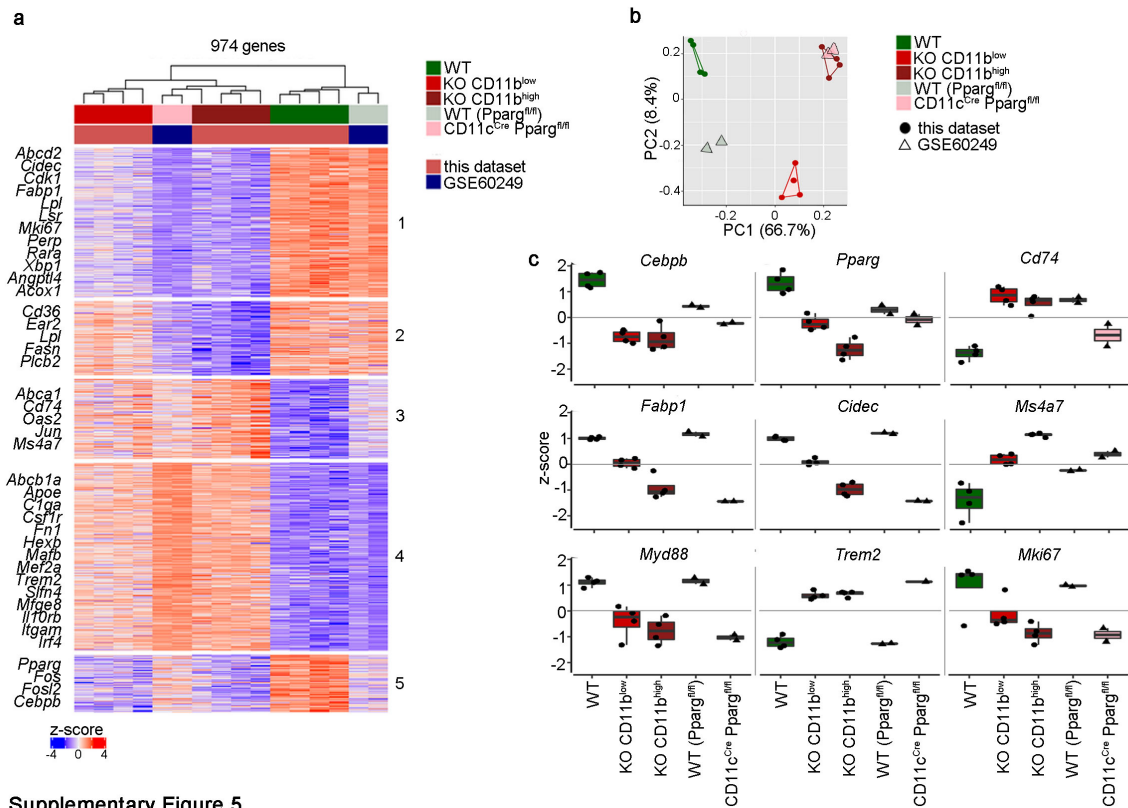 a
974 genes
WT
KO CD11blow
KO CD11bhigh
WT (Ppargfl/fl)
CD11cCre Ppargfl/fl
this dataset
GSE60249
Abcd2
Cidec
Cdk1
Fabp1
Lpl
Lsr
Mki67
Perp
Rara
Xbp1
Angptl4
Acox1
1
Cd36
Ear2
Lpl
Fasn
Plcb2
2
Abca1
Cd74
Oas2
Jun
Ms4a7
3
Abcb1a
Apoe
C1qa
Csf1r
Fn1
Hexb
Mafb
Trem2
Slfn4
Mfge8
Il10rb
Itgam
Irf4
4
Pparg
Fos
Fosl2
Cebpb
5
z-score
-4 0 4
b
0.2
0
-0.2
-0.4
PC2 (8.4%)
-0.2 0 0.2
PC1 (66.7%)
WT
KO CD11blow
KO CD11bhigh
WT (Ppargfl/fl)
CD11cCre Ppargfl/fl
this dataset
GSE60249
c
Cebpb Pparg Cd74
2
1
0
-1
-2
Fabp1 Cidec Ms4a7
2
1
0
-1
-2
z-score
Myd88 Trem2 Mki67
2
1
0
-1
-2
WT
KO CD11blow
KO CD11bhigh
WT (Ppargfl/fl)
CD11cCre Ppargfl/fl
WT
KO CD11blow
KO CD11bhigh
WT (Ppargfl/fl)
CD11cCre Ppargfl/fl
WT
KO CD11blow
KO CD11bhigh
WT (Ppargfl/fl)
CD11cCre Ppargfl/fl
Supplementary Figure 5